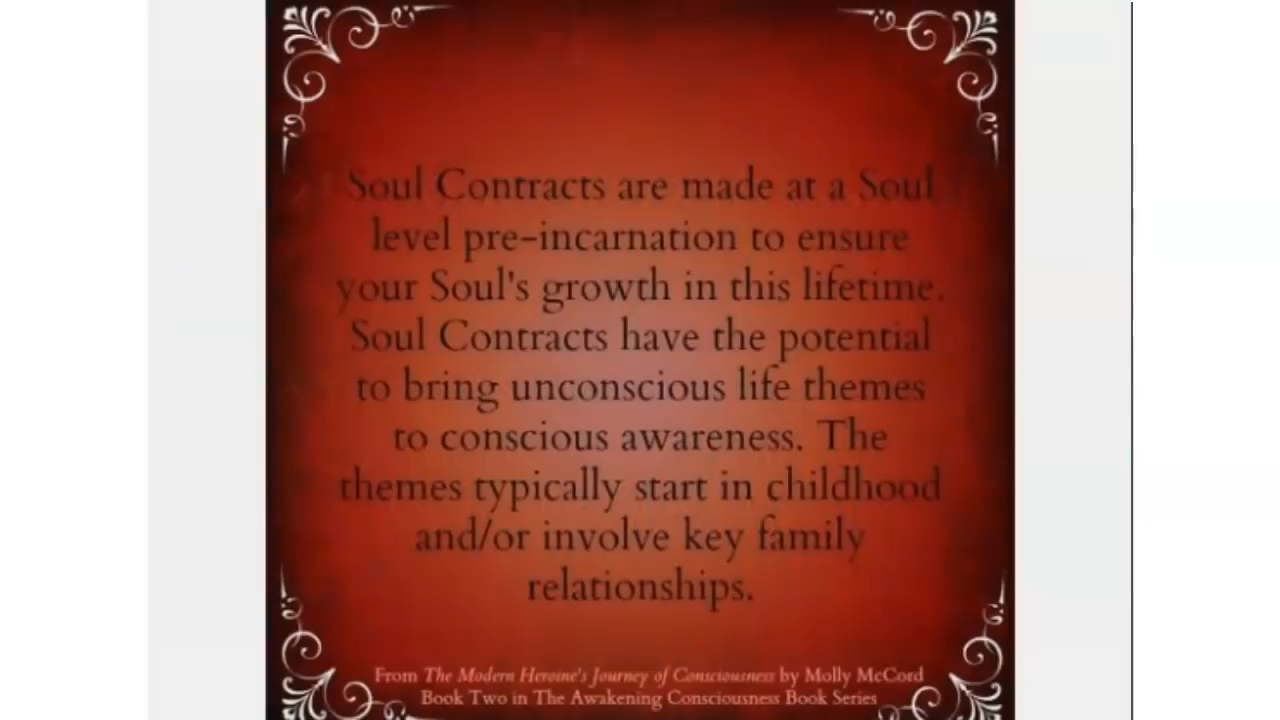 Soul Contracts are made at a Soul
level pre-incarnation to ensure
your Soul's growth in this lifetime.
Soul Contracts have the potential
to bring unconscious life themes
to conscious awareness. The
themes typically start in childhood
and/or involve key family
relationships.
From The Modern Heroine's Journey of Consciousness by Molly McCord
Book Two in The Awakening Consciousness Book Series